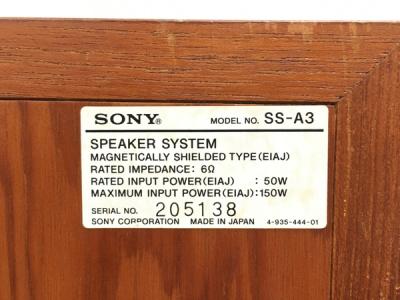 SONY® MODEL NO. SS-A3
SPEAKER SYSTEM
MAGNETICALLY SHIELDED TYPE(EIAJ)
RATED IMPEDANCE: 6Ω
RATED INPUT POWER(EIAJ) : 50W
MAXIMUM INPUT POWER (EIAJ):150W
SERIAL NO. 205138
SONY CORPORATION MADE IN JAPAN 4-935-444-01